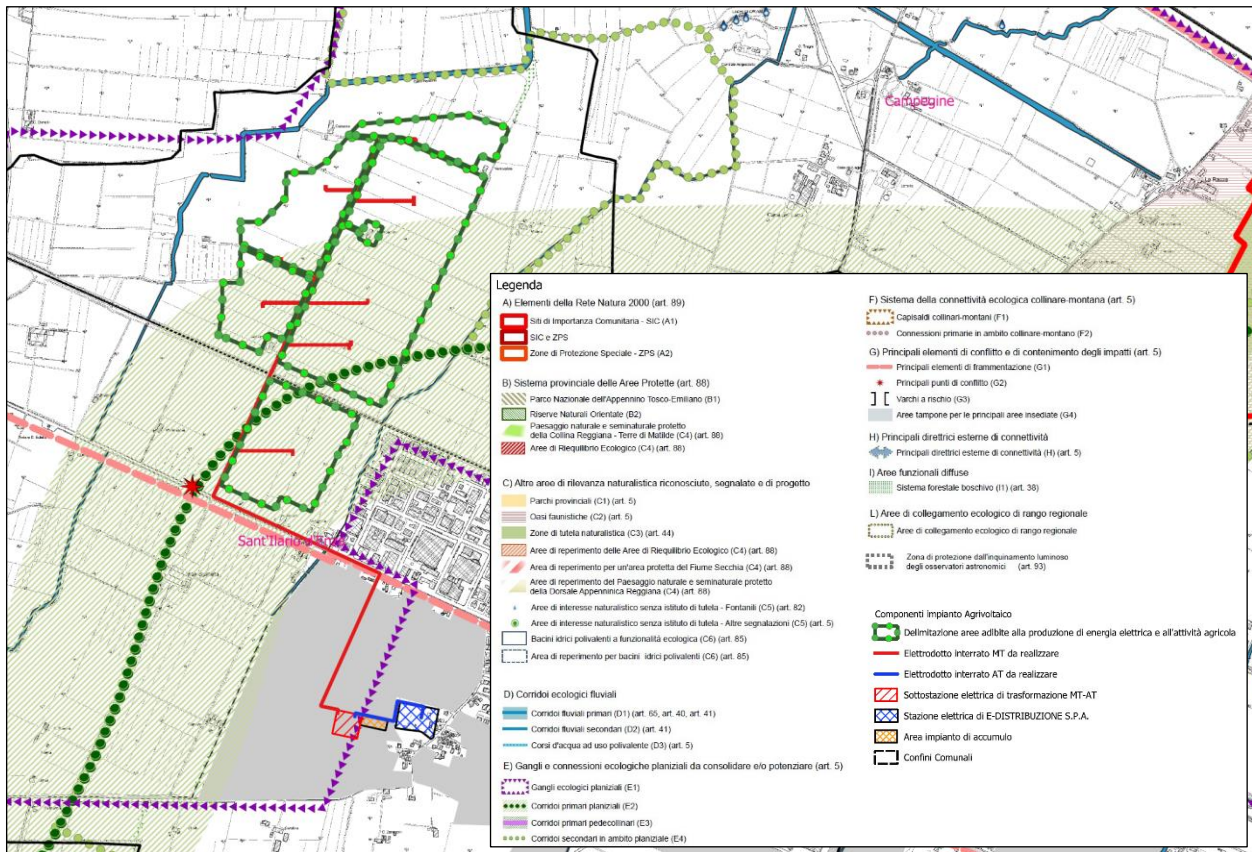 Campegine
La Razza
Sant'Ilario d'Enza
Legenda
A) Elementi della Rete Natura 2000 (art. 89)
Siti di Importanza Comunitaria - SIC (A1)
SIC e ZPS
Zone di Protezione Speciale - ZPS (A2)
B) Sistema provinciale delle Aree Protette (art. 88)
Parco Nazionale dell'Appennino Tosco-Emiliano (B1)
Riserve Naturali Orientate (B2)
Paesaggio naturale e seminaturale protetto
della Collina Reggiana - Terre di Matilde (C4) (art. 88)
Aree di Riequilibrio Ecologico (C4) (art. 88)
C) Altre aree di rilevanza naturalistica riconosciute, segnalate e di progetto
Parchi provinciali (C1) (art. 5)
Oasi faunistiche (C2) (art. 5)
Zone di tutela naturalistica (C3) (art. 44)
Aree di reperimento delle Aree di Riequilibrio Ecologico (C4) (art. 88)
Area di reperimento per un'area protetta del Fiume Secchia (C4) (art. 88)
Aree di reperimento del Paesaggio naturale e seminaturale protetto
della Dorsale Appenninica Reggiana (C4) (art. 88)
Aree di interesse naturalistico senza istituto di tutela - Fontanili (C5) (art. 82)
Aree di interesse naturalistico senza istituto di tutela - Altre segnalazioni (C5) (art. 5)
Bacini idrici polivalenti a funzionalità ecologica (C6) (art. 85)
Area di reperimento per bacini idrici polivalenti (C6) (art. 85)
D) Corridoi ecologici fluviali
Corridoi fluviali primari (D1) (art. 65, art. 40, art. 41)
Corridoi fluviali secondari (D2) (art. 41)
Corsi d'acqua ad uso polivalente (D3) (art. 5)
E) Gangli e connessioni ecologiche planiziali da consolidare e/o potenziare (art. 5)
Gangli ecologici planiziali (E1)
Corridoi primari planiziali (E2)
Corridoi primari pedecollinari (E3)
Corridoi secondari in ambito planiziale (E4)
F) Sistema della connettività ecologica collinare-montana (art. 5)
Capisaldi collinari-montani (F1)
Connessioni primarie in ambito collinare-montano (F2)
G) Principali elementi di conflitto e di contenimento degli impatti (art. 5)
Principali elementi di frammentazione (G1)
Principali punti di conflitto (G2)
Varchi a rischio (G3)
Aree tampone per le principali aree insediate (G4)
H) Principali direttrici esterne di connettività
Principali direttrici esterne di connettività (H) (art. 5)
I) Aree funzionali diffuse
Sistema forestale boschivo (I1) (art. 38)
L) Aree di collegamento ecologico di rango regionale
Aree di collegamento ecologico di rango regionale
Zona di protezione dall'inquinamento luminoso
degli osservatori astronomici (art. 93)
Componenti impianto Agrivoltaico
Delimitazione aree adibite alla produzione di energia elettrica e all'attività agricola
Elettrodotto interrato MT da realizzare
Elettrodotto interrato AT da realizzare
Sottostazione elettrica di trasformazione MT-AT
Stazione elettrica di E-DISTRIBUZIONE S.P.A.
Area impianto di accumulo
Confini Comunali